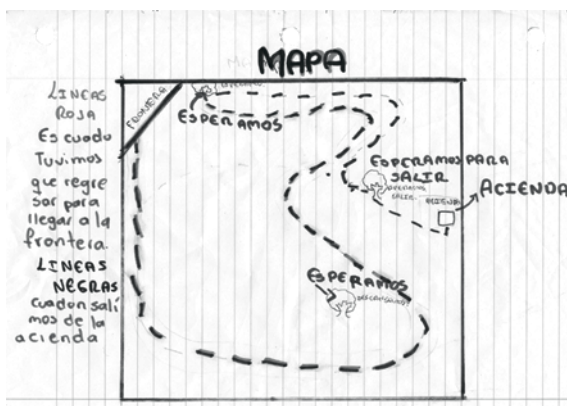 MAPA
LINEAS
ROJA
Es cuado
Tuvimos
que regre
sar para
llegar a la
frontera.
LINEAS
NEGRAS
cuadon salí
mos de la
acienda
FRONTERA
ESPERAMOS
ESPERAMOS PARA
SALIR
ACIENDA
ESPERAMOS